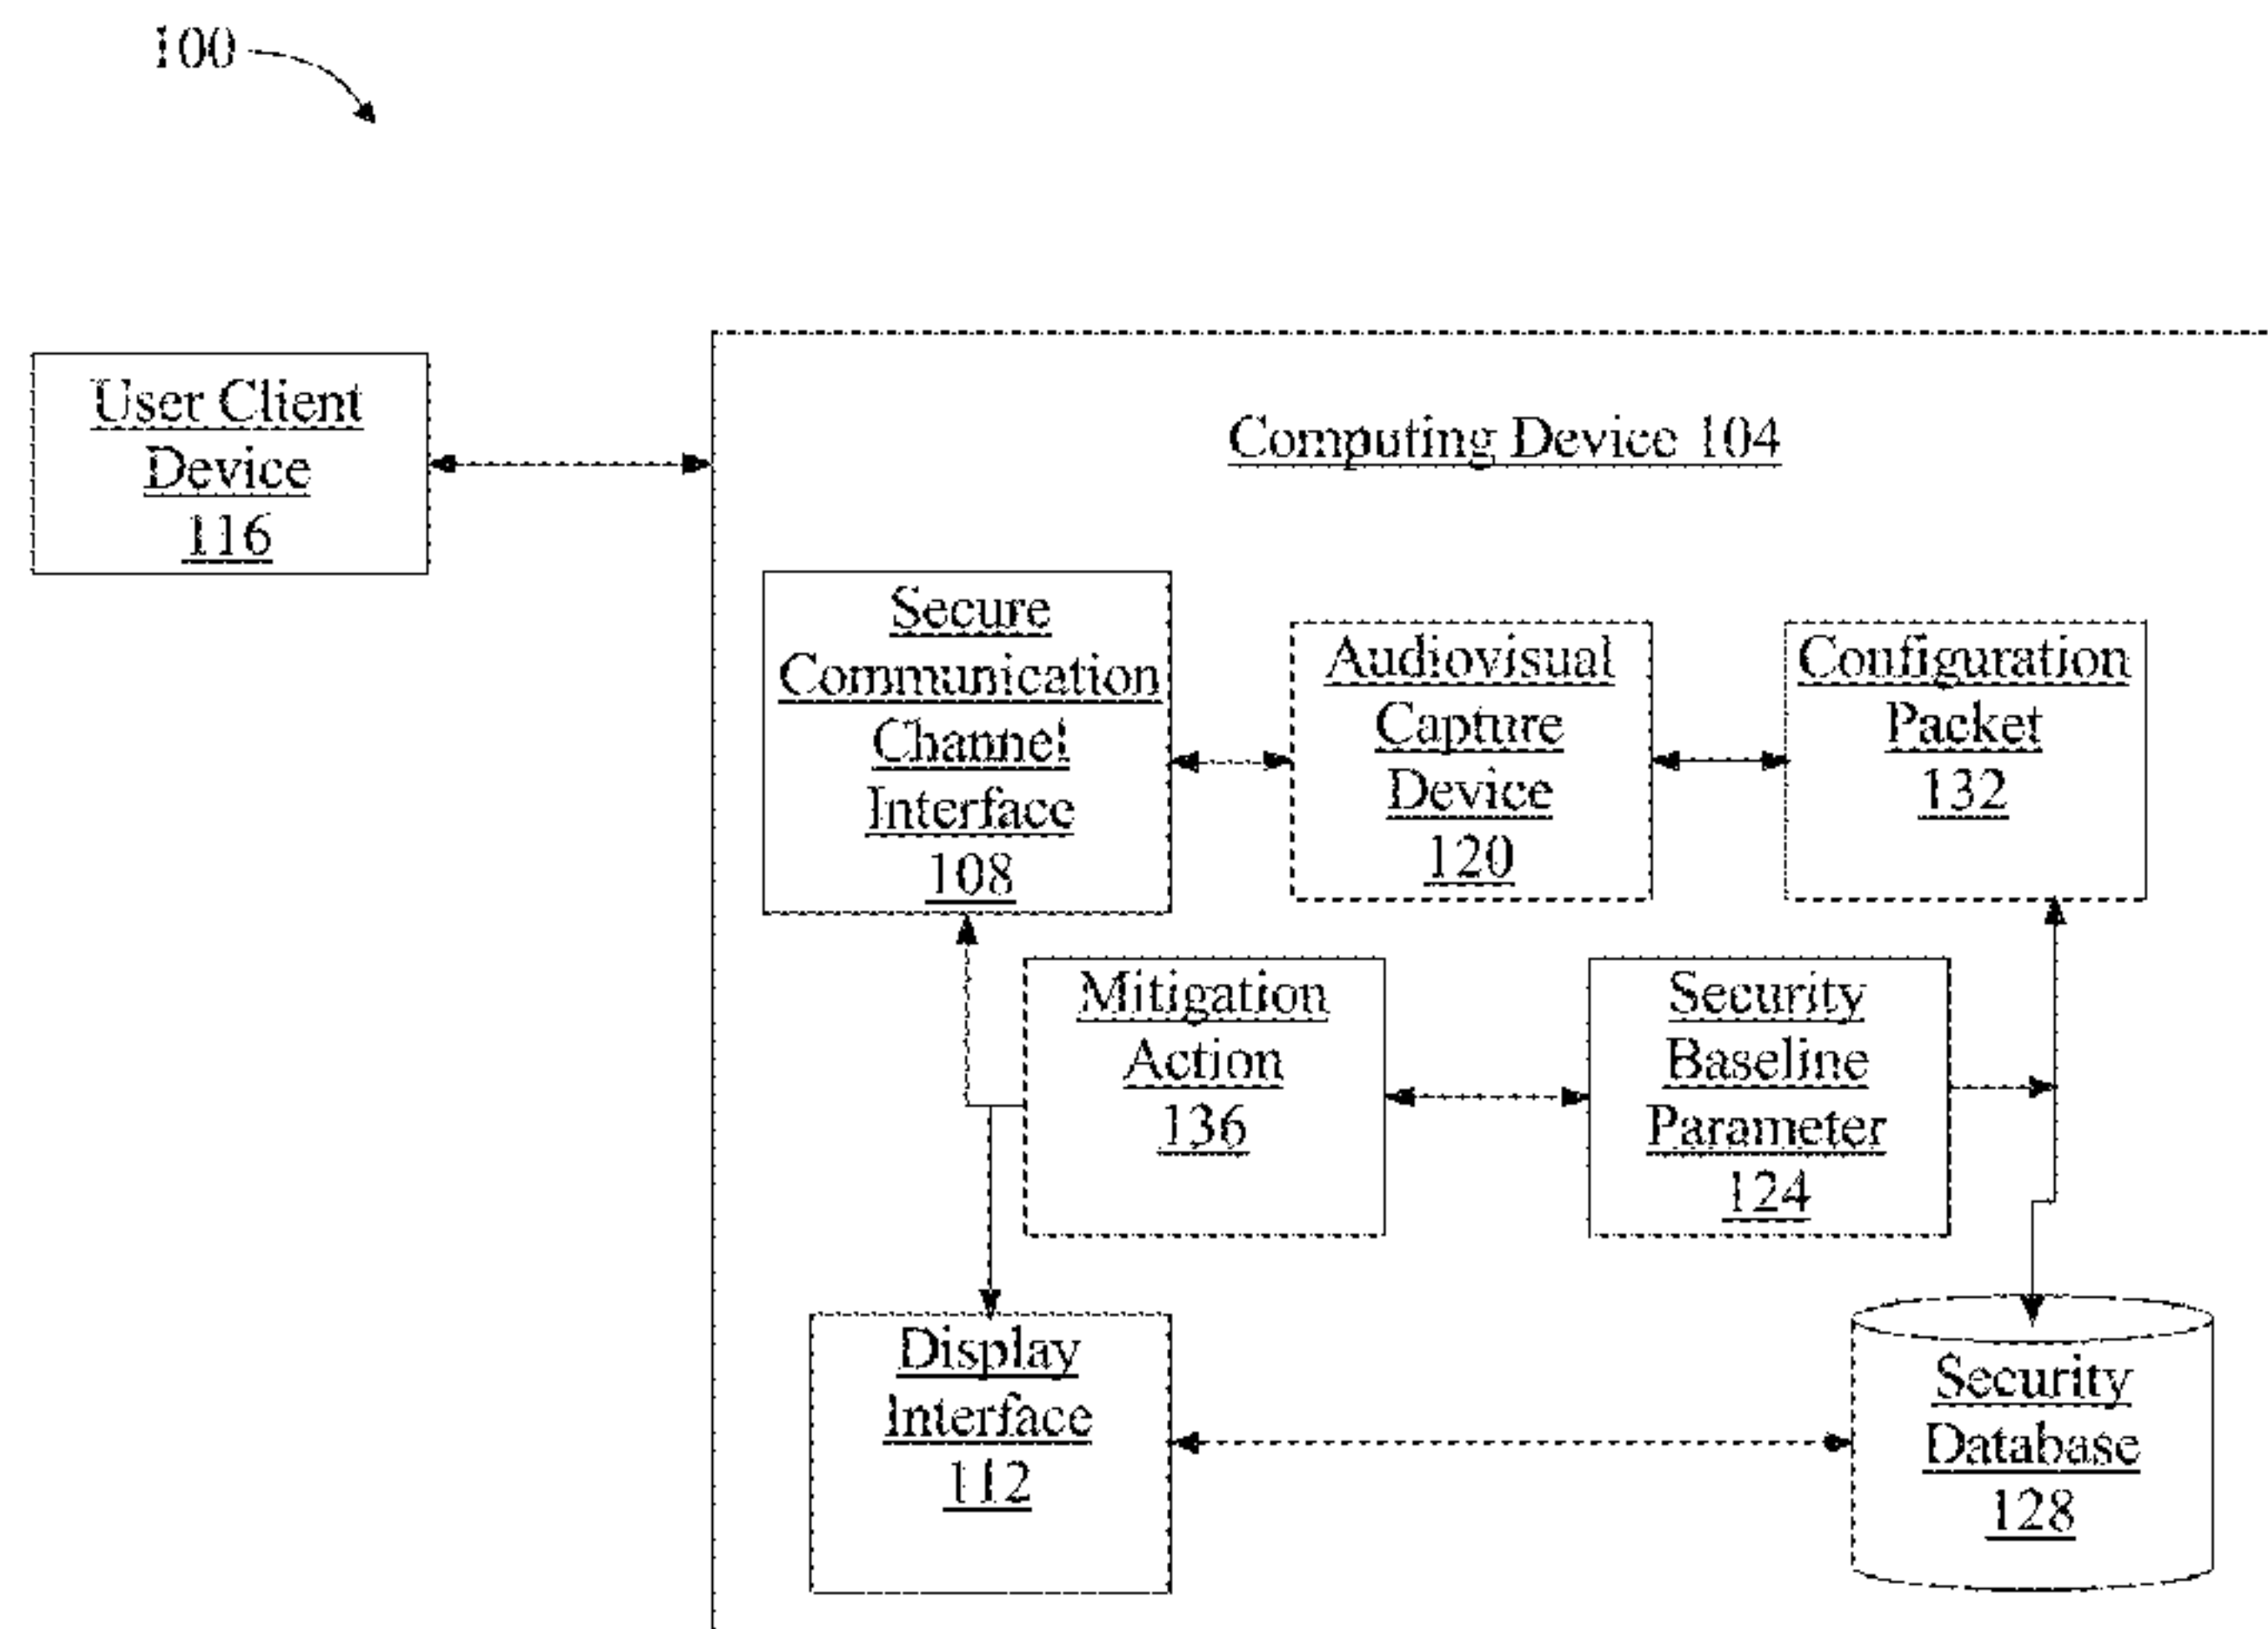 100
User Client
Device
116
Computing Device 104
Secure
Communication
Channel
Interface
108
Audiovisual
Capture
Device
120
Configuration
Packet
132
Mitigation
Action
136
Security
Baseline
Parameter
124
Display
Interface
112
Security
Database
128